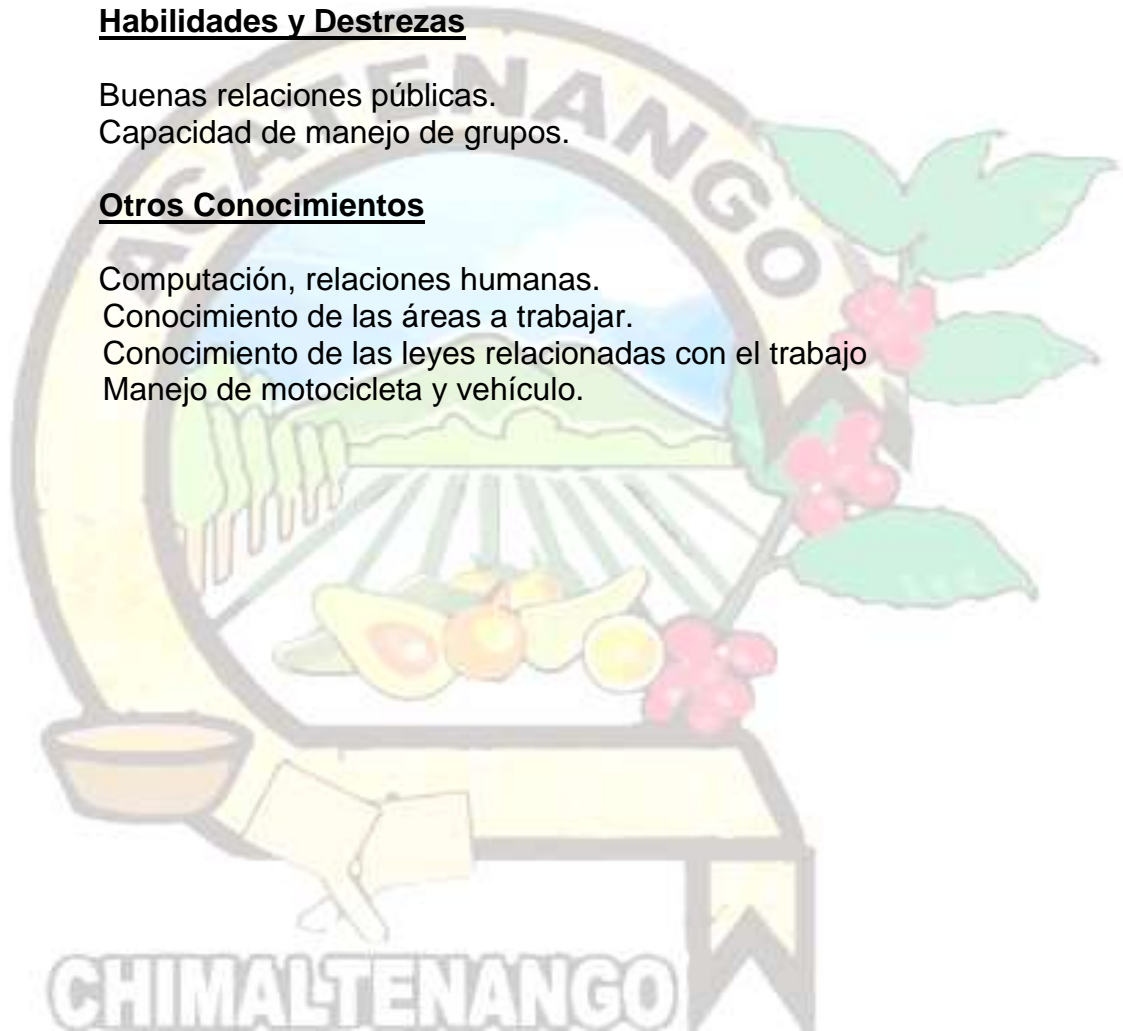 Habilidades y Destrezas
Buenas relaciones públicas.
Capacidad de manejo de grupos.
Otros Conocimientos
Computación, relaciones humanas.
Conocimiento de las áreas a trabajar.
Conocimiento de las leyes relacionadas con el trabajo
Manejo de motocicleta y vehículo.
ACATENANGO
CHIMALTENANGO